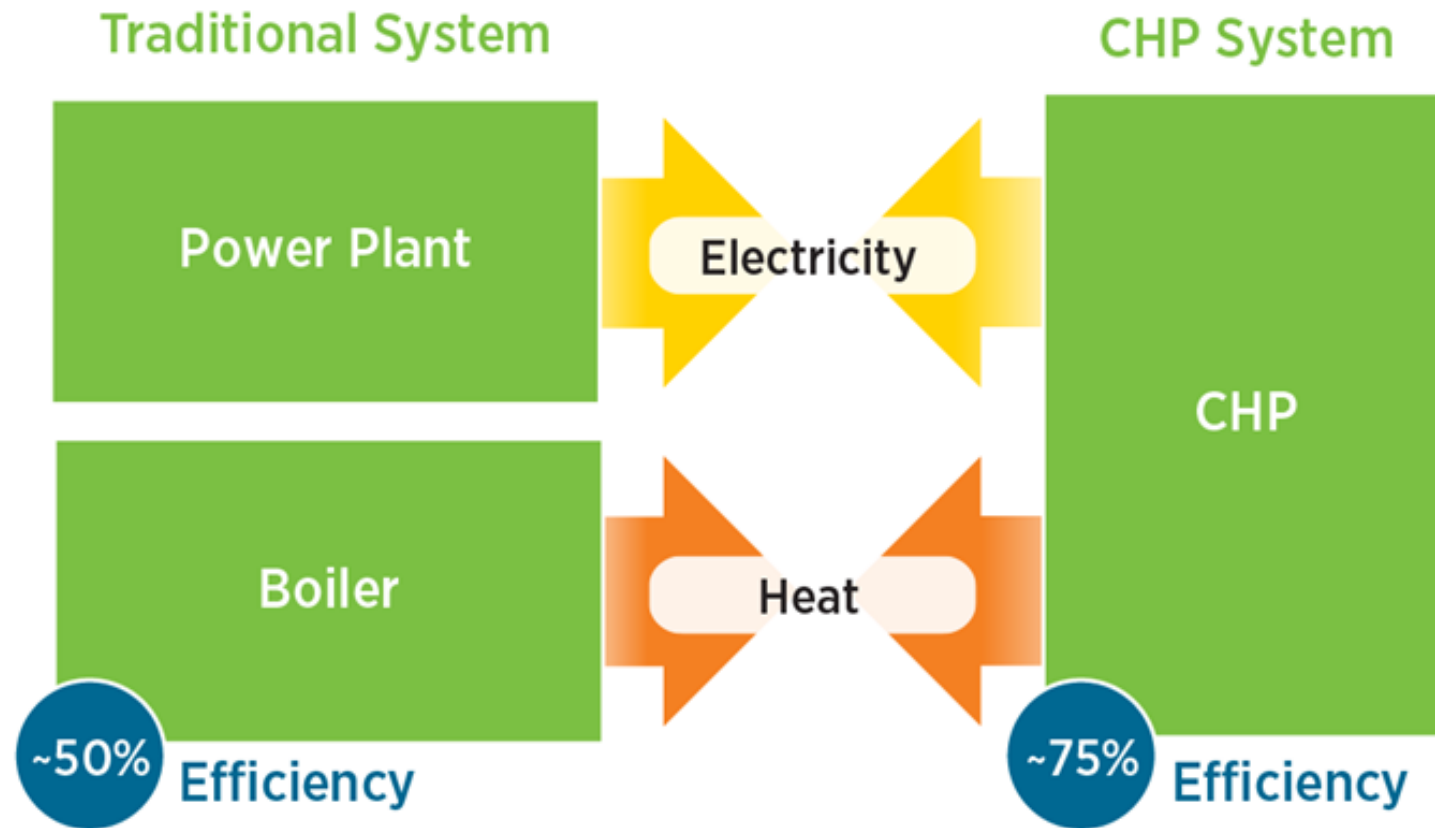 Traditional System
CHP System
Power Plant
Electricity
CHP
Boiler
Heat
~50%
Efficiency
~75%
Efficiency